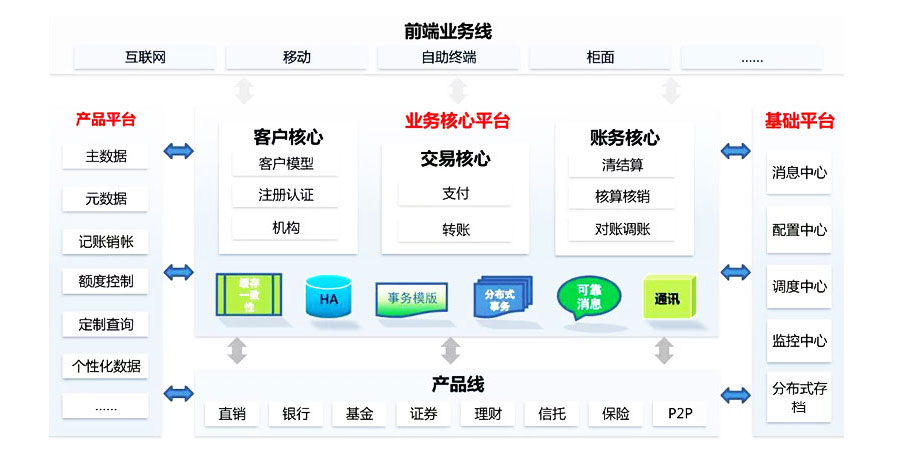 前端业务线
互联网
移动
自助终端
柜面
......
产品平台
主数据
元数据
记账销帐
额度控制
定制查询
个性化数据
......
业务核心平台
客户核心
客户模型
注册认证
机构
交易核心
支付
转账
账务核心
清结算
核算核销
对账调账
缓存
一致
性
HA
事务模版
分布式
事务
可靠
消息
通讯
产品线
直销
银行
基金
证券
理财
信托
保险
P2P
基础平台
消息中心
配置中心
调度中心
监控中心
分布式存
档